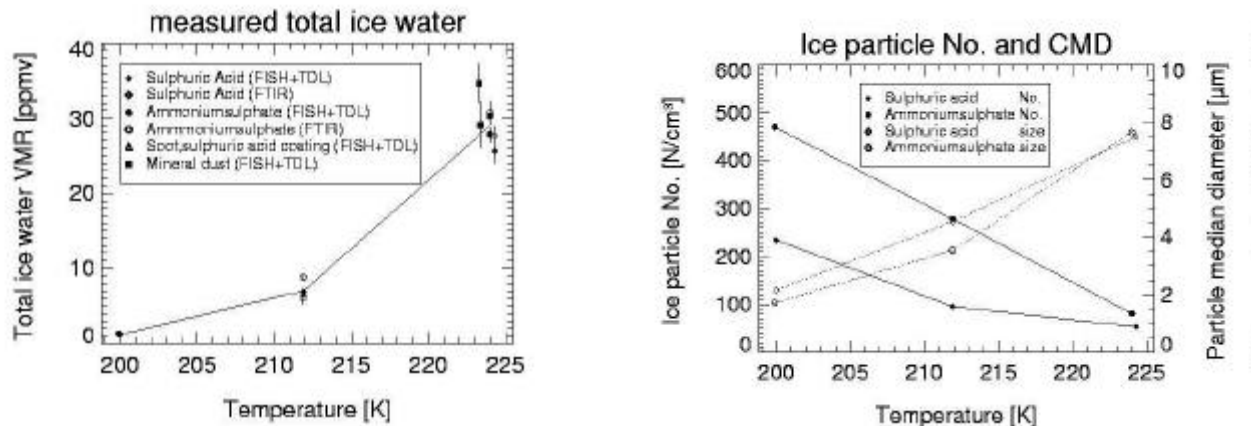 measured total ice water
Total ice water VMR [ppmv]
40
30
20
10
0
Sulphuric Acid (FISH+TDL)
Sulphuric Acid (FTIR)
Ammoniumsulphate (FISH+TDL)
Ammmoniumsulphate (FTIR)
Soot,sulphuric acid coating (FISH+TDL)
Mineral dust (FISH+TDL)
200 205 210 215 220 225
Temperature [K]
Ice particle No. and CMD
Ice particle No. [N/cm³]
600
500
400
300
200
100
0
Sulphuric acid No.
Ammoniumsulphate No.
Sulphuric acid size
Ammoniumsulphate size
10
8
6
4
2
0
Particle median diameter [µm]
200 205 210 215 220 225
Temperature [K]